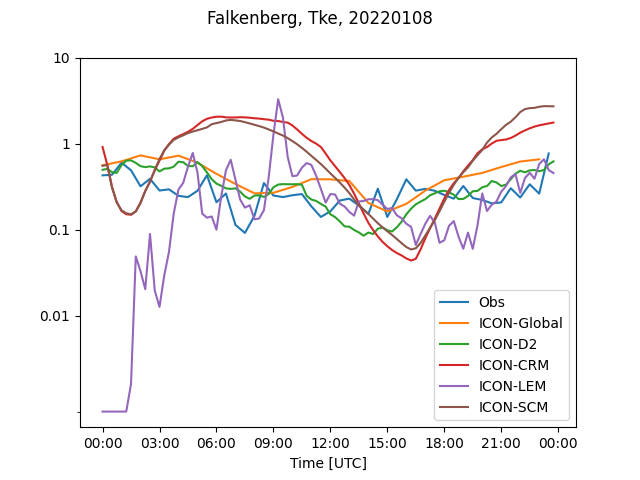 Falkenberg, Tke, 20220108
10
1
0.1
0.01
Obs
ICON-Global
ICON-D2
ICON-CRM
ICON-LEM
ICON-SCM
00:00 03:00 06:00 09:00 12:00 15:00 18:00 21:00 00:00
Time [UTC]